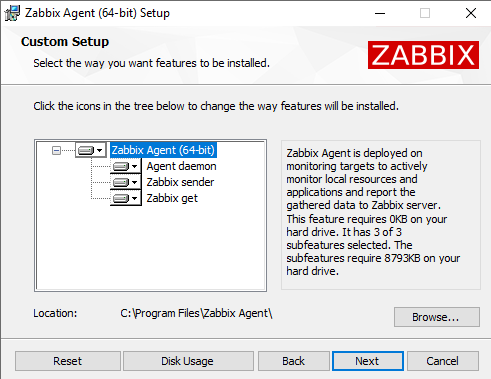 Zabbix Agent (64-bit) Setup
Custom Setup
Select the way you want features to be installed.
ZABBIX
Click the icons in the tree below to change the way features will be installed.
Zabbix Agent (64-bit)
Agent daemon
Zabbix sender
Zabbix get
Zabbix Agent is deployed on
monitoring targets to actively
monitor local resources and
applications and report the
gathered data to Zabbix server.
This feature requires 0KB on your
hard drive. It has 3 of 3
subfeatures selected. The
subfeatures require 8793KB on your
hard drive.
Location: C:\Program Files\Zabbix Agent\
Browse...
Reset Disk Usage Back Next Cancel